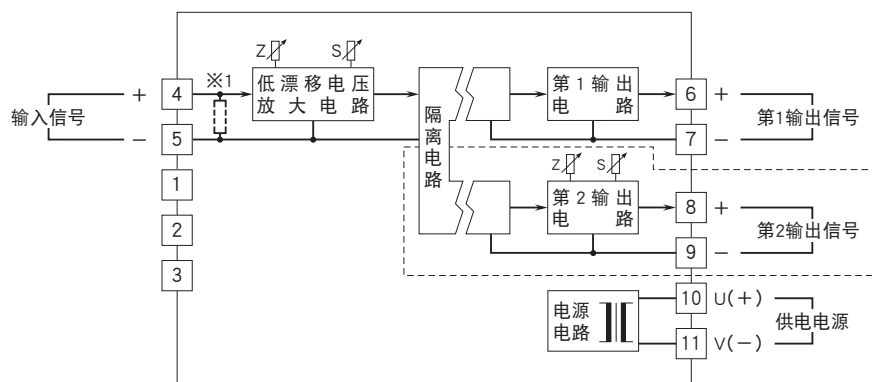 Z S
※1
低漂移电压
放大电路
输入信号
+ 4
− 5
1
2
3
隔离电路
第1输出
电路
6 +
7 −
第1输出信号
Z S
第2输出
电路
8 +
9 −
第2输出信号
电源
电路
10 U(+)
11 V(−)
供电电源